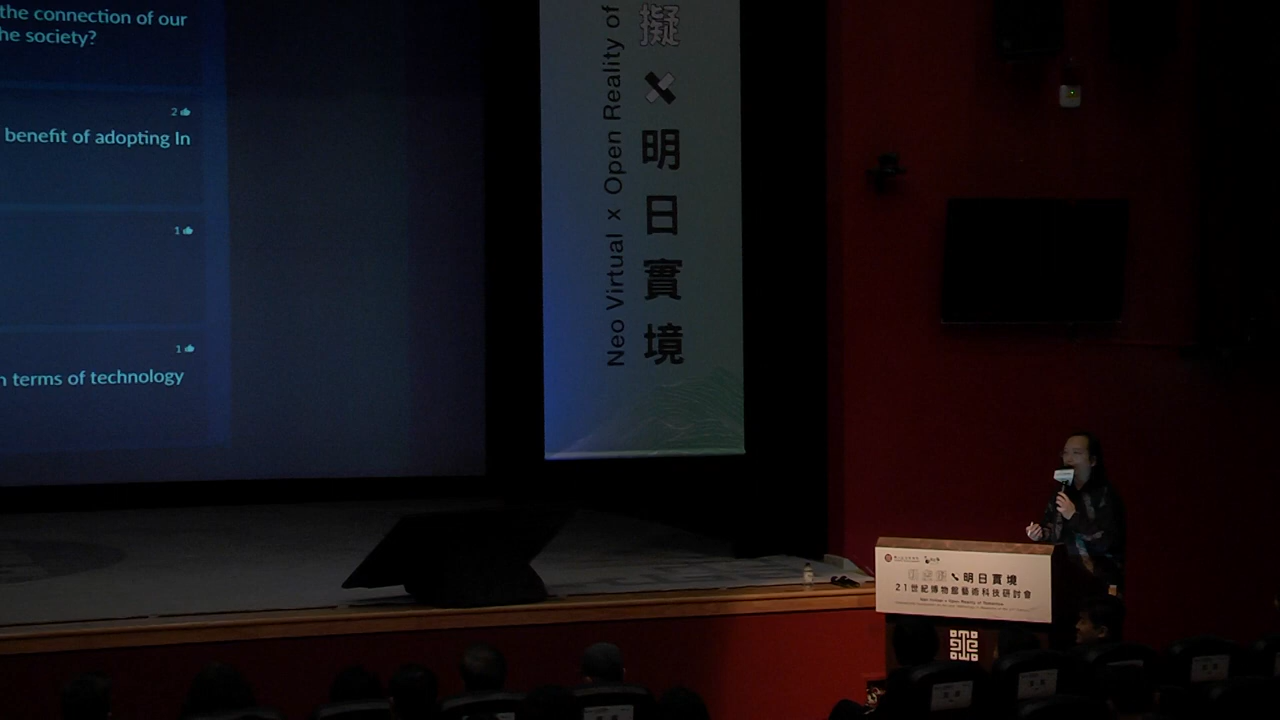 the connection of our
he society?
2
benefit of adopting In
1
1
n terms of technology
Neo Virtual x Open Reality of
擬
明日實境
明日實境
21世紀博物館藝術科技研討會